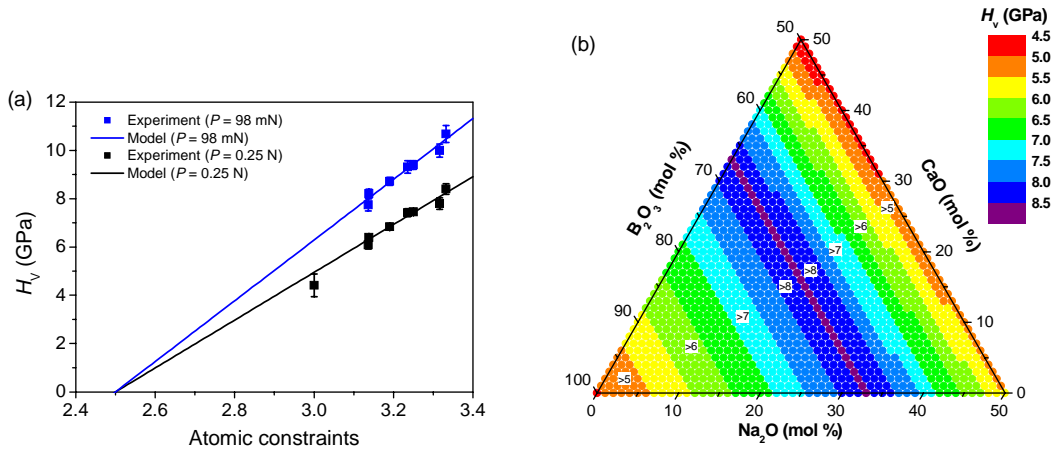 (a)
12
10
8
6
4
2
0
H_V (GPa)
Experiment (P = 98 mN)
Model (P = 98 mN)
Experiment (P = 0.25 N)
Model (P = 0.25 N)
2.4 2.6 2.8 3.0 3.2 3.4
Atomic constraints
(b)
H_v (GPa)
4.5
5.0
5.5
6.0
6.5
7.0
7.5
8.0
8.5
50 50
60 40
70 30
80 20
90 10
100 0
B₂O₃ (mol %)
CaO (mol %)
>5
>6
>7
>8
>8
>7
>6
>5
0 10 20 30 40 50
Na₂O (mol %)